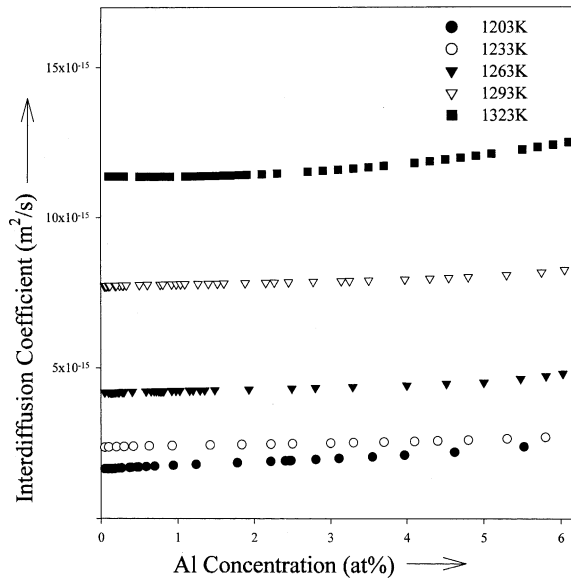 1203K
1233K
1263K
1293K
1323K
15x10-15
10x10-15
5x10-15
0
1
2
3
4
5
6
Interdiffusion Coefficient (m²/s)
Al Concentration (at%)